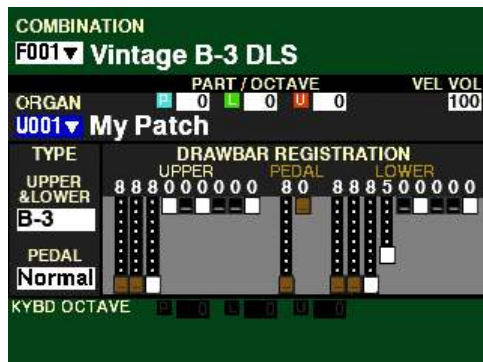 COMBINATION
F001 Vintage B-3 DLS
PART / OCTAVE VEL VOL
ORGAN P 0 L 0 U 0 100
U001 My Patch
TYPE DRAWBAR REGISTRATION
UPPER PEDAL LOWER
UPPER 888000000 80 888500000
&LOWER
B-3
PEDAL
Normal
KYBD OCTAVE P 0 L 0 U 0